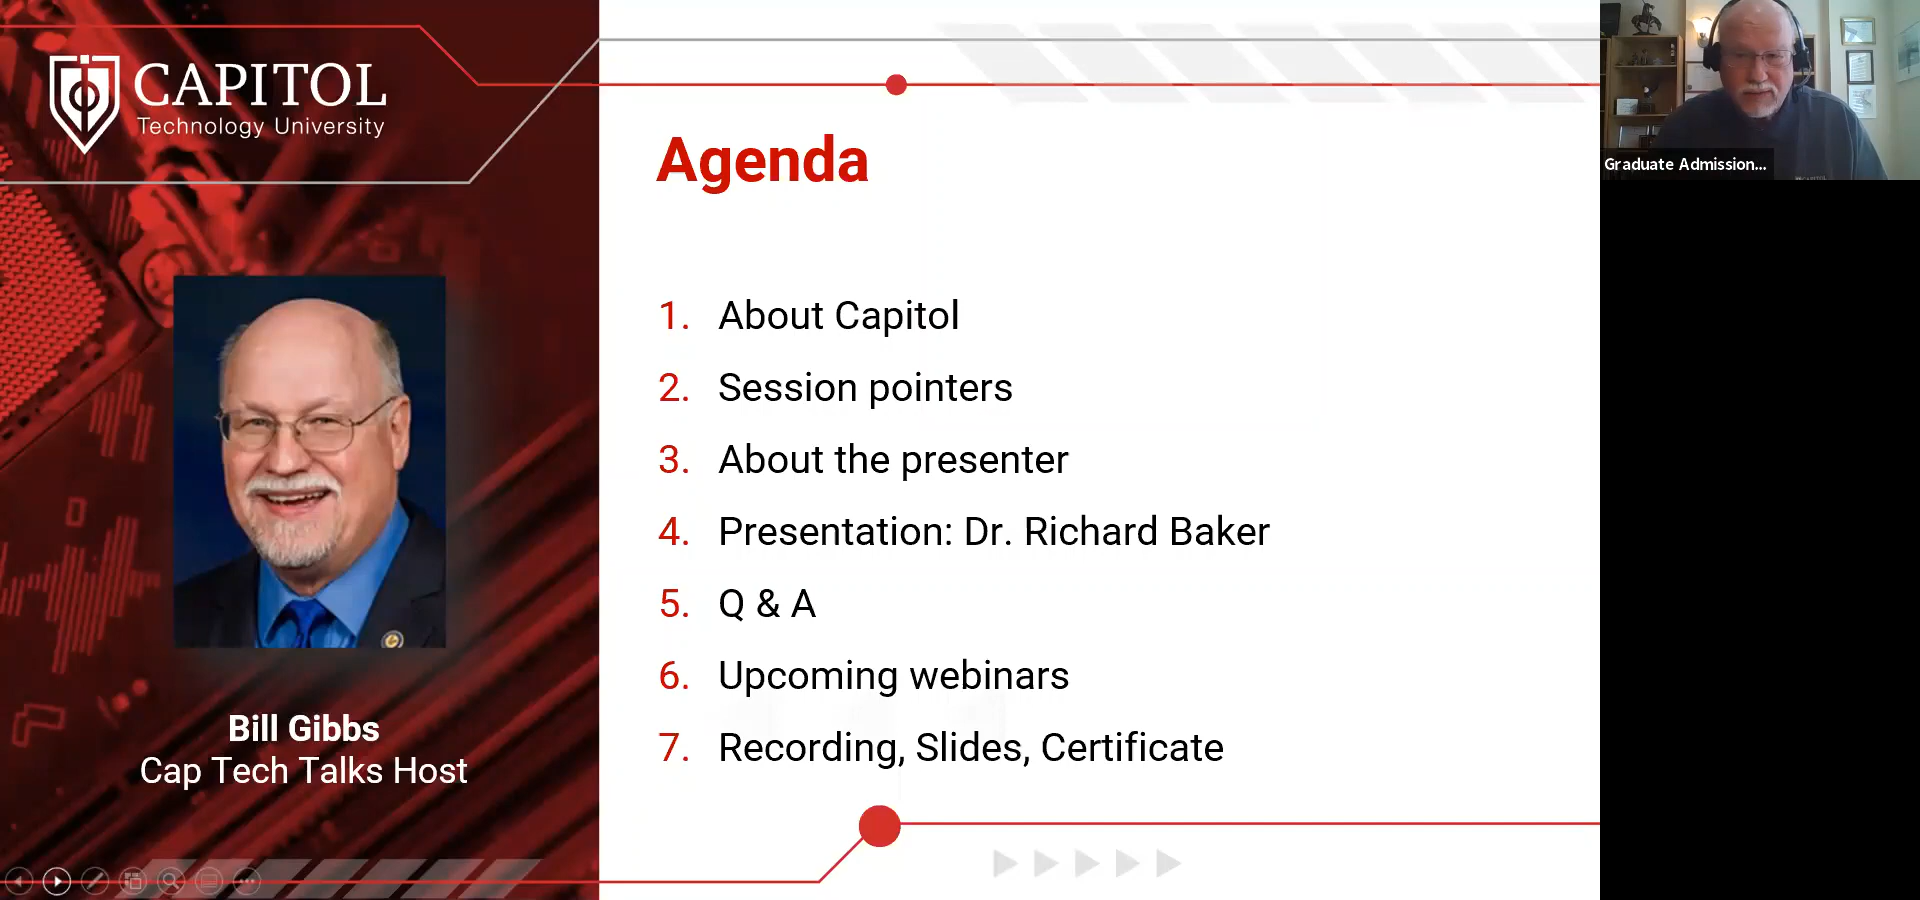 CAPITOL
Technology University
Agenda
1. About Capitol
2. Session pointers
3. About the presenter
4. Presentation: Dr. Richard Baker
5. Q & A
6. Upcoming webinars
7. Recording, Slides, Certificate
Bill Gibbs
Cap Tech Talks Host
Graduate Admission...